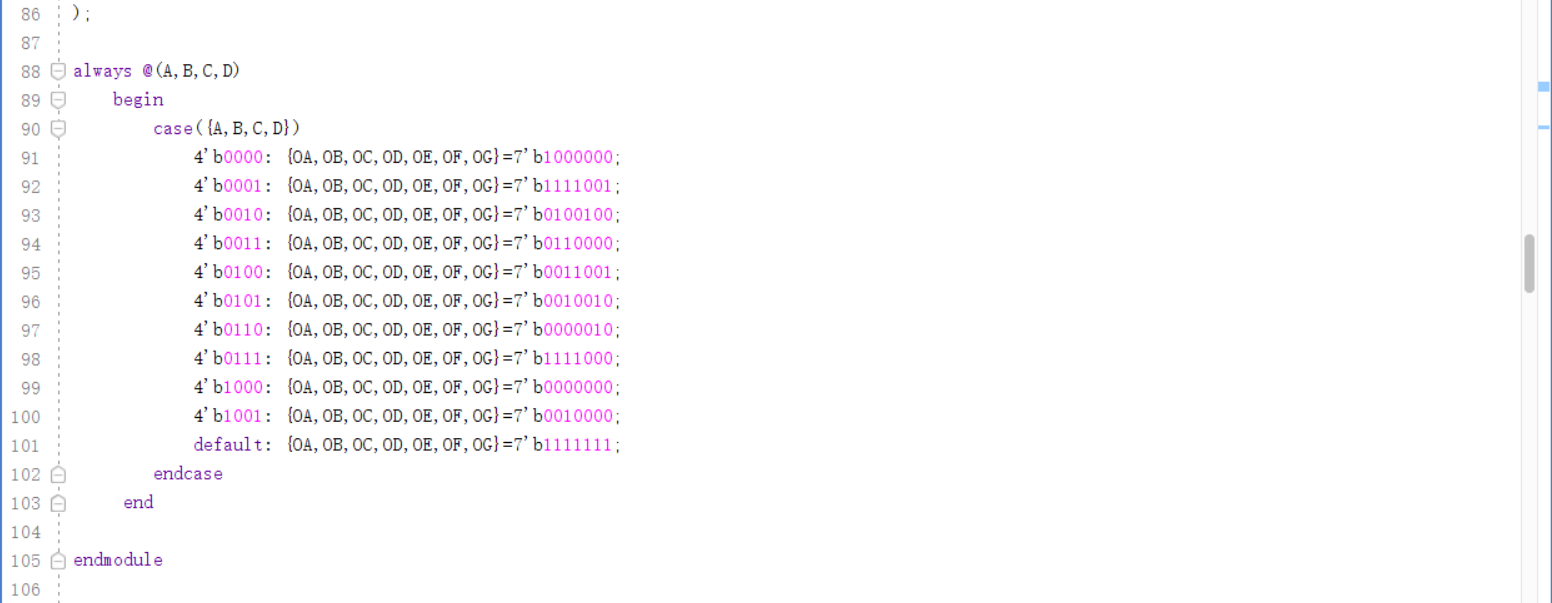 86 );
87
88 always @(A,B,C,D)
89 begin
90 case({A,B,C,D})
91 4'b0000: {OA,OB,OC,OD,OE,OF,OG}=7'b1000000;
92 4'b0001: {OA,OB,OC,OD,OE,OF,OG}=7'b1111001;
93 4'b0010: {OA,OB,OC,OD,OE,OF,OG}=7'b0100100;
94 4'b0011: {OA,OB,OC,OD,OE,OF,OG}=7'b0110000;
95 4'b0100: {OA,OB,OC,OD,OE,OF,OG}=7'b0011001;
96 4'b0101: {OA,OB,OC,OD,OE,OF,OG}=7'b0010010;
97 4'b0110: {OA,OB,OC,OD,OE,OF,OG}=7'b0000010;
98 4'b0111: {OA,OB,OC,OD,OE,OF,OG}=7'b1111000;
99 4'b1000: {OA,OB,OC,OD,OE,OF,OG}=7'b0000000;
100 4'b1001: {OA,OB,OC,OD,OE,OF,OG}=7'b0010000;
101 default: {OA,OB,OC,OD,OE,OF,OG}=7'b1111111;
102 endcase
103 end
104
105 endmodule
106